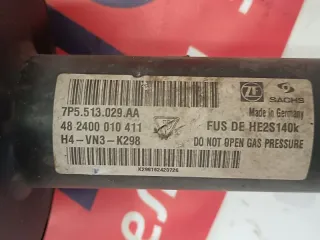 ZF SACHS
Made in Germany
7P5.513.029.AA
48 2400 010 411
H4-VN3-K298
FUS DE HE2S140k
DO NOT OPEN GAS PRESSURE